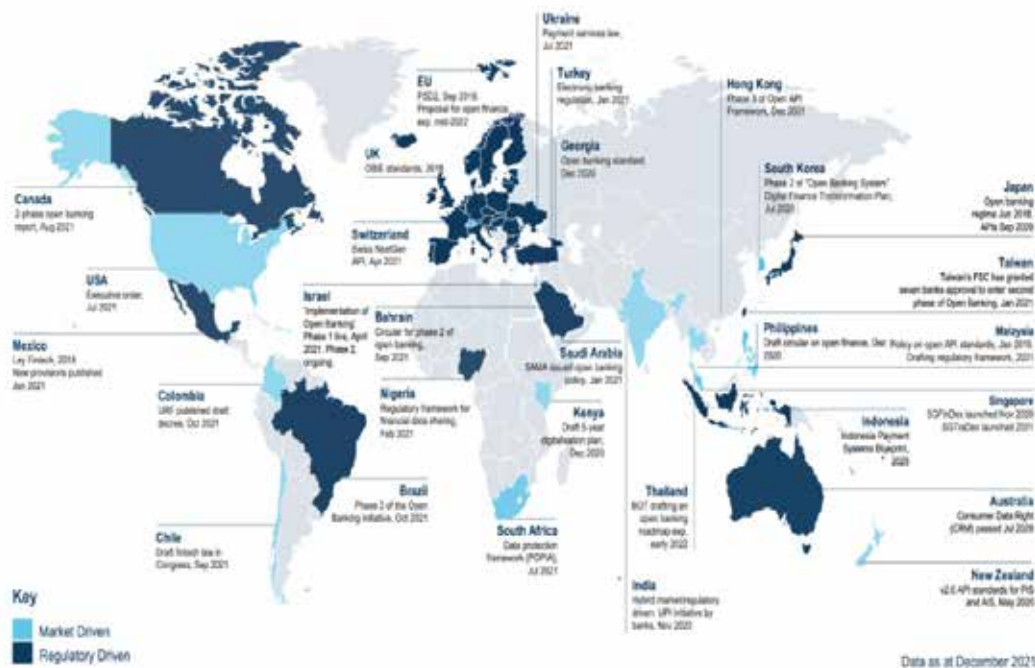 Ukraine
Payment services law,
Jul 2021
EU
PSD2, Sep 2018
Proposal for open finance
exp. mid-2022
Turkey
Electronic banking
regulation, Jan 2021
Hong Kong
Phase 3 of Open API
Framework, Dec 2021
Georgia
Open banking standard,
Dec 2020
UK
OBIE standards, 2018
South Korea
Phase 2 of "Open Banking System"
Digital Finance Transformation Plan,
Jul 2020
Japan
Open banking
regime Jun 2018,
APIs Sep 2020
Canada
2-phase open banking
report, Aug 2021
Switzerland
Swiss NextGen
API, Apr 2021
Taiwan
Taiwan's FSC has granted
seven banks approval to enter second
phase of Open Banking, Jan 2021
USA
Executive order,
Jul 2021
Israel
'Implementation of
Open Banking'
Phase 1 live, April
2021. Phase 2,
ongoing.
Bahrain
Circular for phase 2 of
open banking,
Sep 2021
Saudi Arabia
SAMA issued open banking
policy, Jan 2021
Philippines
Draft circular on open finance, Dec
2020
Malaysia
Policy on open API standards, Jan 2019.
Drafting regulatory framework, 2021
Mexico
Ley Fintech, 2018
New provisions published
Jan 2021
Colombia
URF published draft
decree, Oct 2021
Nigeria
Regulatory framework for
financial data sharing,
Feb 2021
Kenya
Draft 5-year
digitalisation plan,
Dec 2020
Singapore
SGFinDex launched Nov 2020
SGTraDex launched 2021
Indonesia
Indonesia Payment
Systems Blueprint,
2025
Brazil
Phase 3 of the Open
Banking Initiative, Oct 2021
Thailand
BOT drafting an
open banking
roadmap exp.
early 2022
Australia
Consumer Data Right
passed Jul 2020
Chile
Draft fintech law in
Congress, Sep 2021
South Africa
Data protection
framework (POPIA),
Jul 2021
India
Hybrid market/regulatory
driven. UPI initiative by
banks, Nov 2020
New Zealand
API standards for PIS
and AIS, May 2020
Key
Market Driven
Regulatory Driven
Data as at December 2021